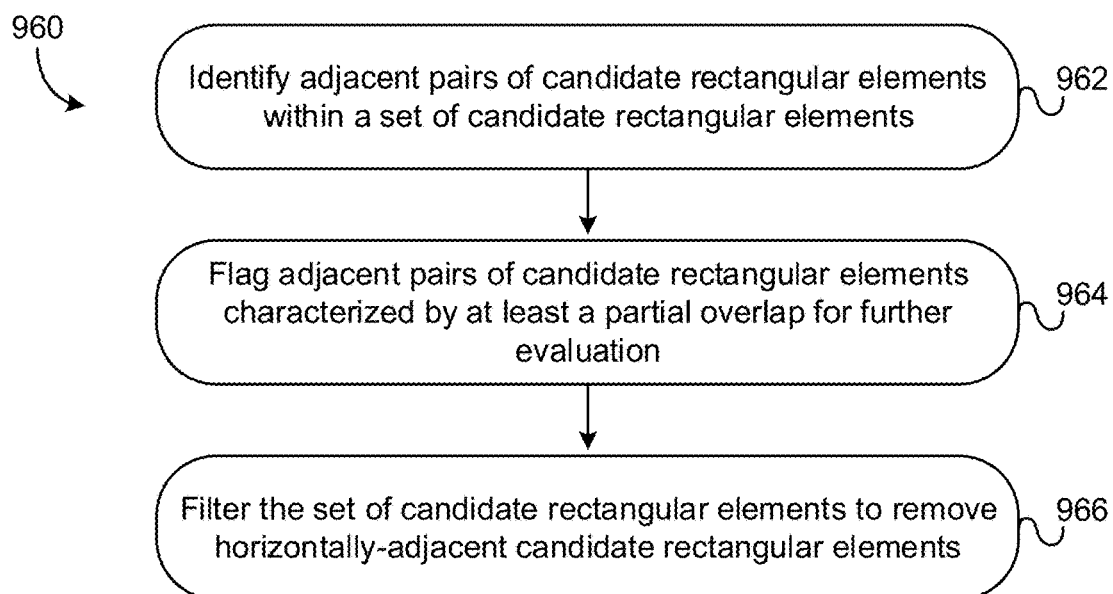 960
Identify adjacent pairs of candidate rectangular elements
within a set of candidate rectangular elements
962
Flag adjacent pairs of candidate rectangular elements
characterized by at least a partial overlap for further
evaluation
964
Filter the set of candidate rectangular elements to remove
horizontally-adjacent candidate rectangular elements
966